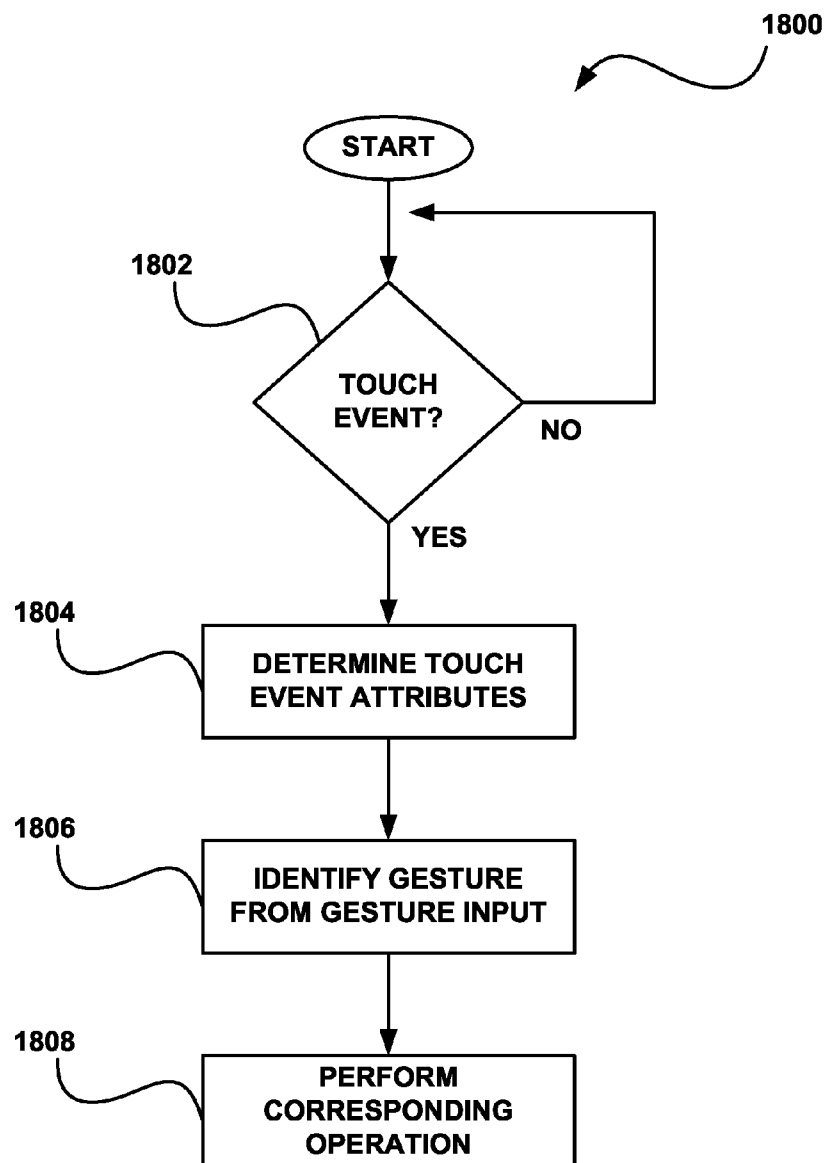 1800
START
1802
TOUCH
EVENT?
NO
YES
1804
DETERMINE TOUCH
EVENT ATTRIBUTES
1806
IDENTIFY GESTURE
FROM GESTURE INPUT
1808
PERFORM
CORRESPONDING
OPERATION